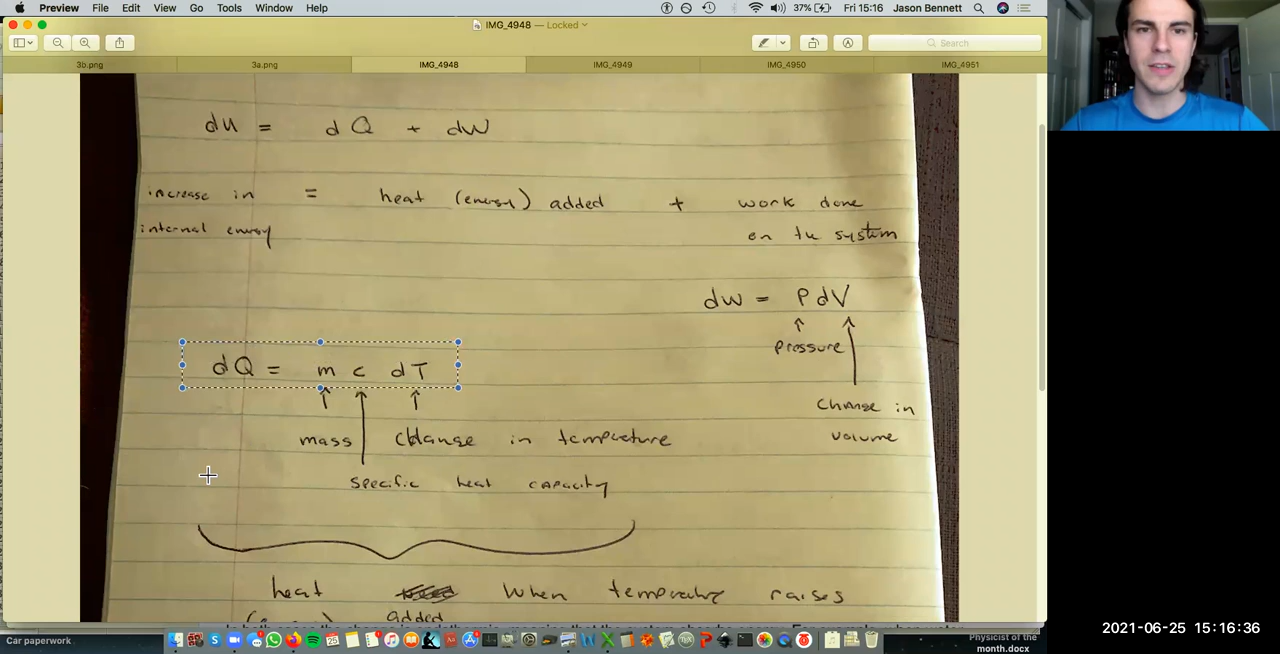 Preview File Edit View Go Tools Window Help 37% Fri 15:16 Jason Bennett
IMG_4948 — Locked
Search
3b.png 3a.png IMG_4948 IMG_4949 IMG_4950 IMG_4951
du = dQ + dW
increase in = heat (energy) added + work done
internal energy on the system
dW = PdV
pressure
dQ = m c dT
change in
volume
mass change in temperature
specific heat capacity
heat when temperature raises
added
Car paperwork
Physicist of the
month.docx
2021-06-25 15:16:36